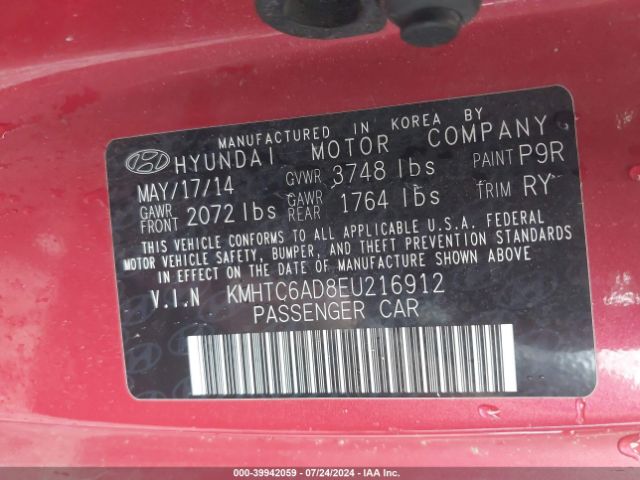 MANUFACTURED IN KOREA BY
HYUNDAI MOTOR COMPANY
MAY/17/14 GVWR 3748 lbs PAINT P9R
GAWR FRONT 2072 lbs GAWR REAR 1764 lbs TRIM RY
THIS VEHICLE CONFORMS TO ALL APPLICABLE U.S.A. FEDERAL
MOTOR VEHICLE SAFETY, BUMPER, AND THEFT PREVENTION STANDARDS
IN EFFECT ON THE DATE OF MANUFACTURE SHOWN ABOVE
V.I.N KMHTC6AD8EU216912
PASSENGER CAR
000-39942059 - 07/24/2024 - IAA Inc.